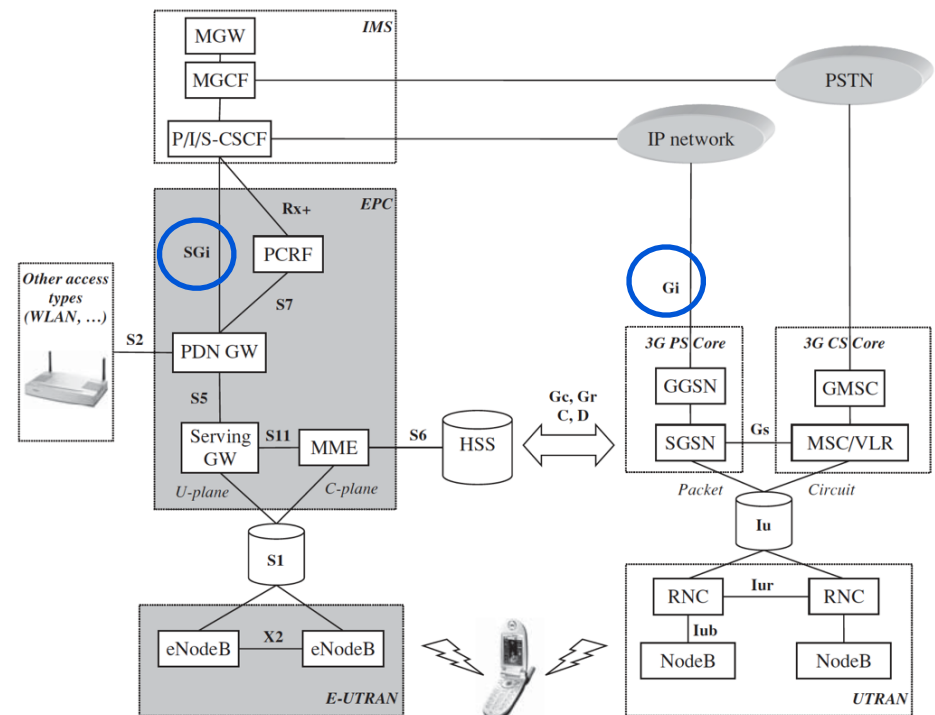 IMS
MGW
MGCF
PSTN
P/I/S-CSCF
IP network
EPC
Rx+
SGi
PCRF
Gi
Other access
types
(WLAN, …)
S7
S2
PDN GW
3G PS Core
3G CS Core
S5
GGSN
GMSC
Gc, Gr
C, D
Serving
GW
S11
MME
S6
HSS
SGSN
Gs
MSC/VLR
U-plane
C-plane
Packet
Circuit
Iu
S1
RNC
Iur
RNC
Iub
eNodeB
X2
eNodeB
NodeB
NodeB
E-UTRAN
UTRAN